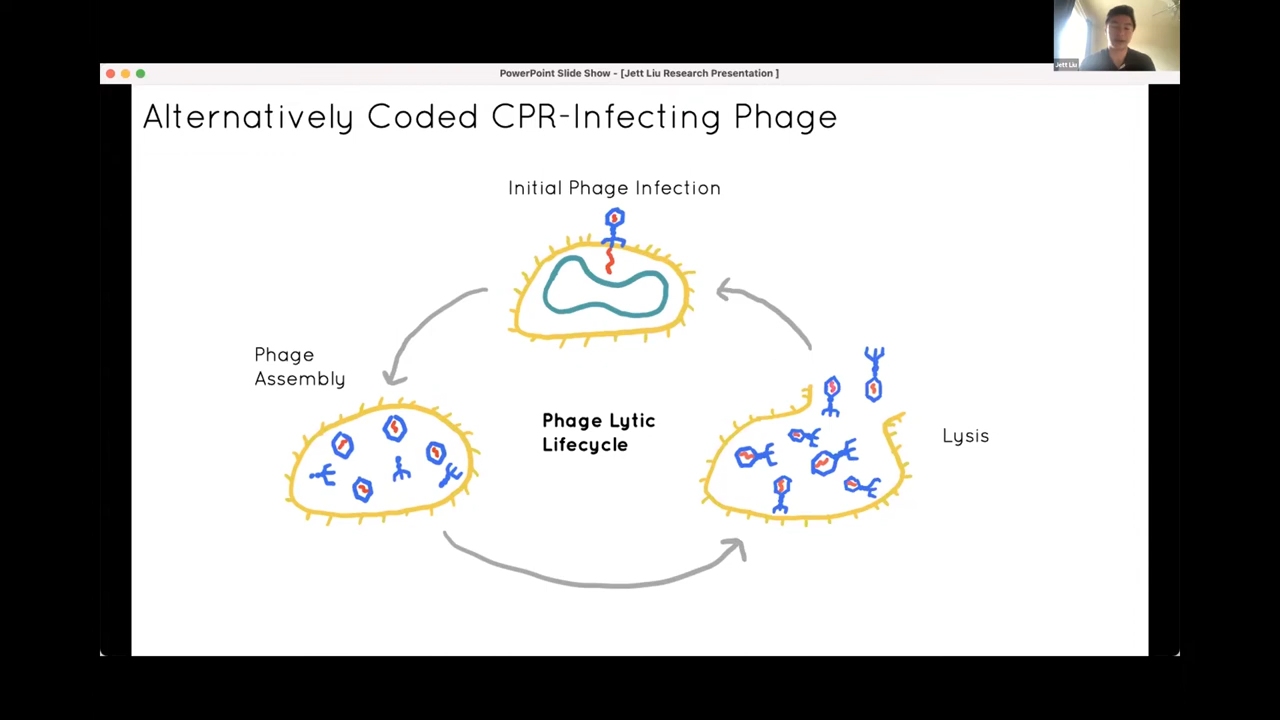 Jett Liu
PowerPoint Slide Show - [Jett Liu Research Presentation ]
Alternatively Coded CPR-Infecting Phage
Initial Phage Infection
Phage
Assembly
Phage Lytic
Lifecycle
Lysis